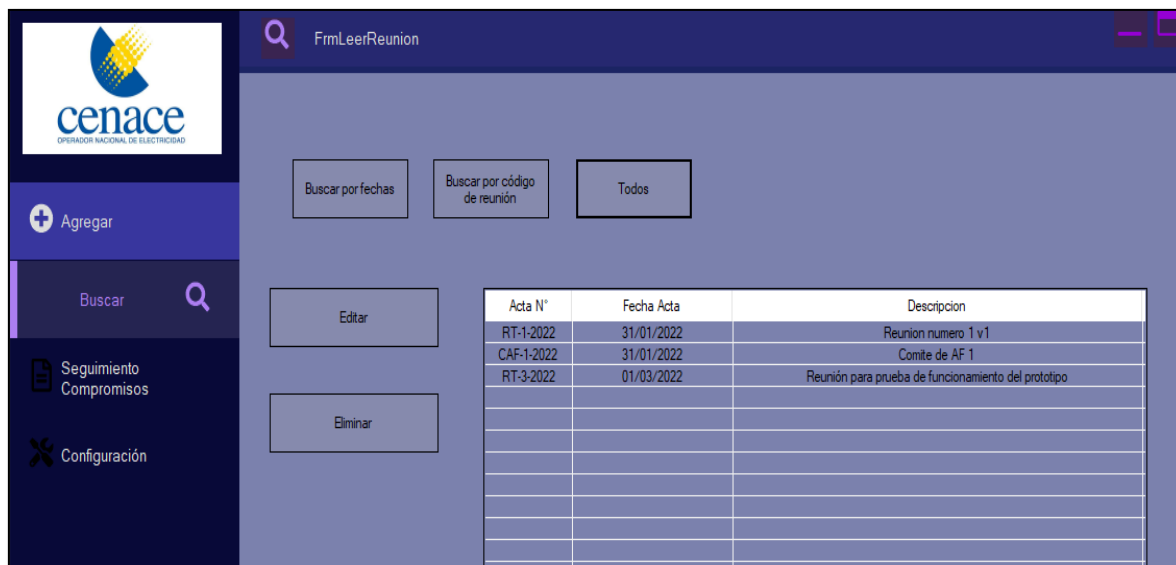 cenace
OPERADOR NACIONAL DE ELECTRICIDAD
FrmLeerReunion
Agregar
Buscar
Seguimiento
Compromisos
Configuración
Buscar por fechas
Buscar por código
de reunión
Todos
Editar
Eliminar
Acta N° Fecha Acta Descripcion
RT-1-2022 31/01/2022 Reunion numero 1 v1
CAF-1-2022 31/01/2022 Comite de AF 1
RT-3-2022 01/03/2022 Reunión para prueba de funcionamiento del prototipo